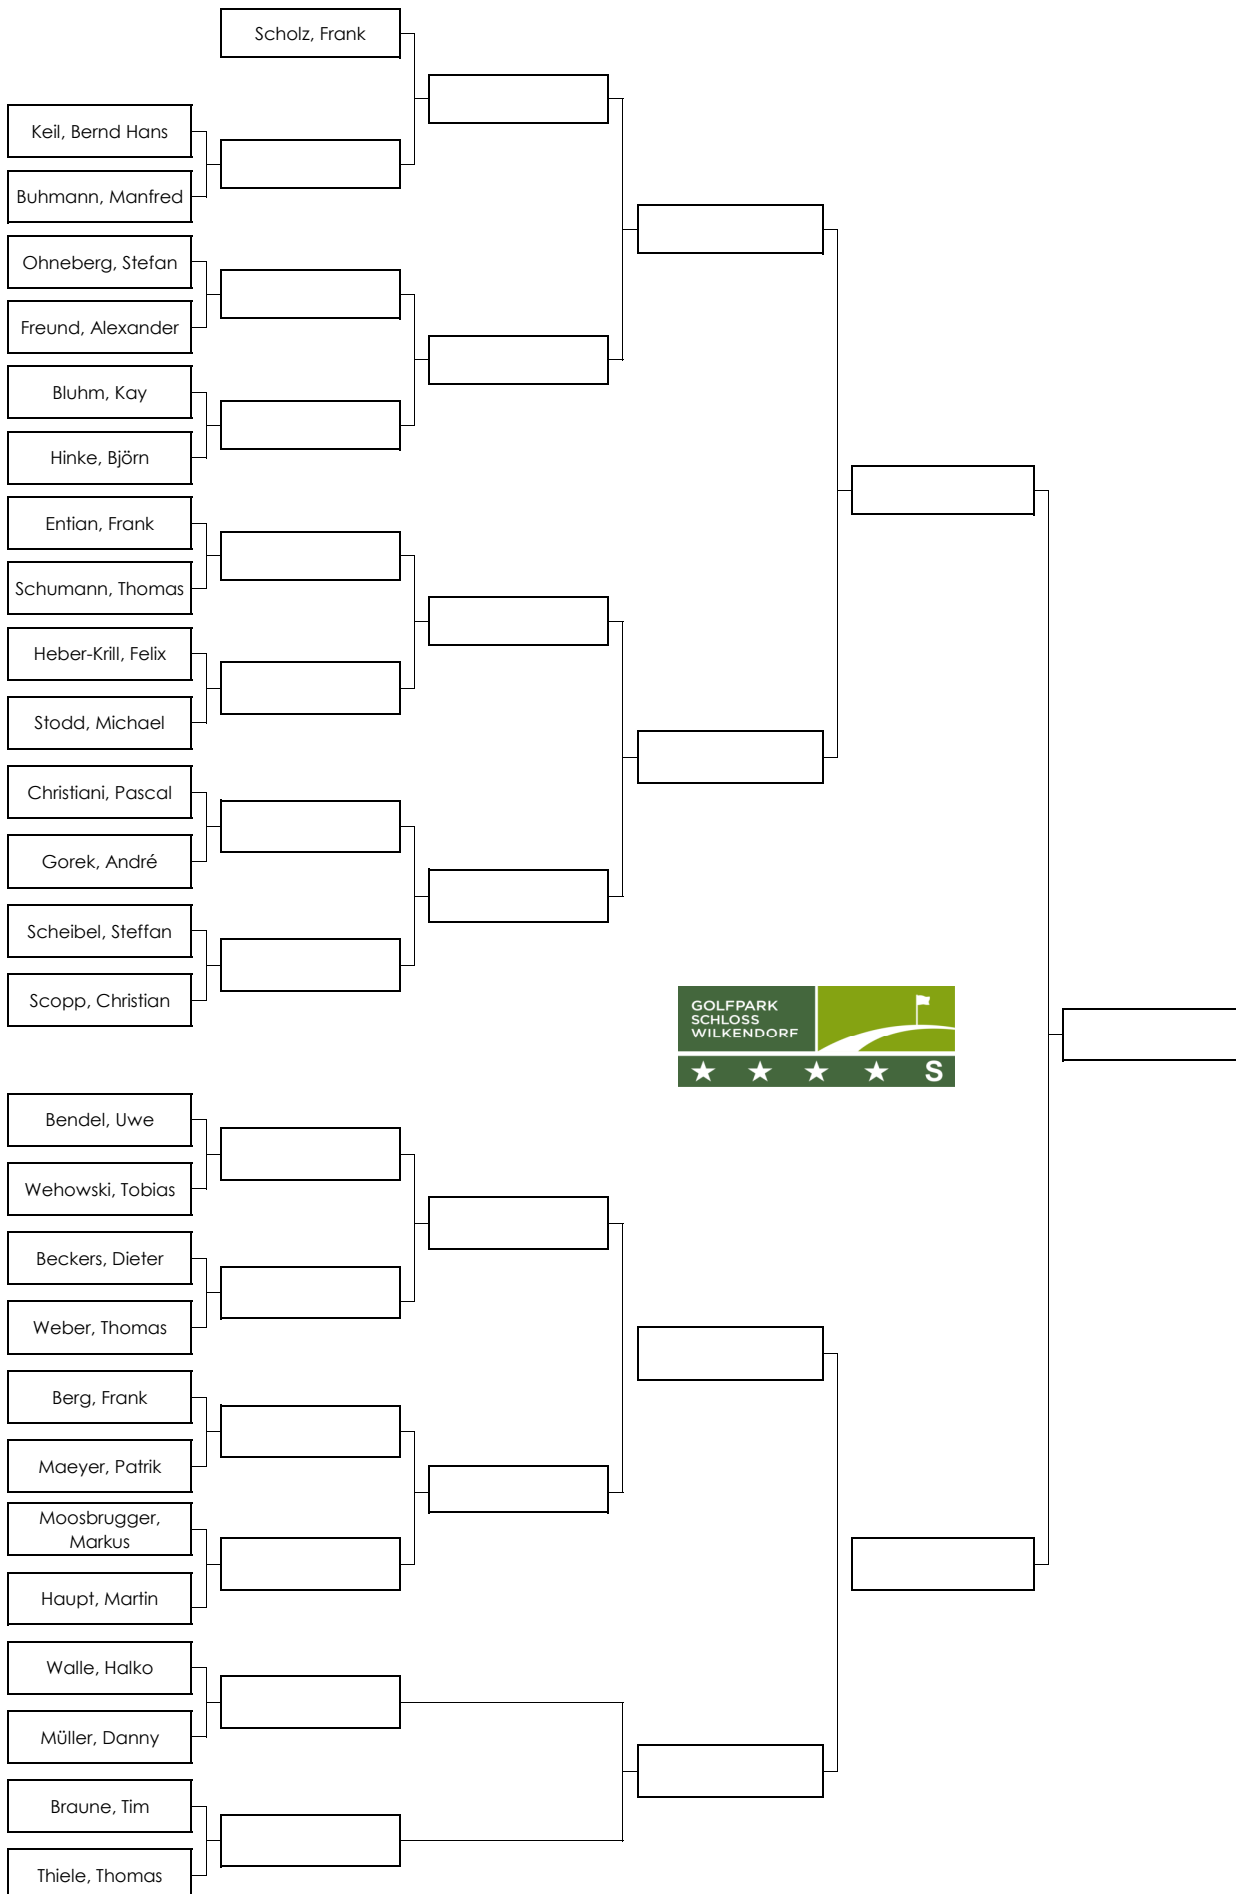 Scholz, Frank
Keil, Bernd Hans
Buhmann, Manfred
Ohneberg, Stefan
Freund, Alexander
Bluhm, Kay
Hinke, Björn
Entian, Frank
Schumann, Thomas
Heber-Krill, Felix
Stodd, Michael
Christiani, Pascal
Gorek, André
Scheibel, Steffan
Scopp, Christian
GOLFPARK
SCHLOSS
WILKENDORF
★ ★ ★ ★ S
Bendel, Uwe
Wehowski, Tobias
Beckers, Dieter
Weber, Thomas
Berg, Frank
Maeyer, Patrik
Moosbrugger,
Markus
Haupt, Martin
Walle, Halko
Müller, Danny
Braune, Tim
Thiele, Thomas